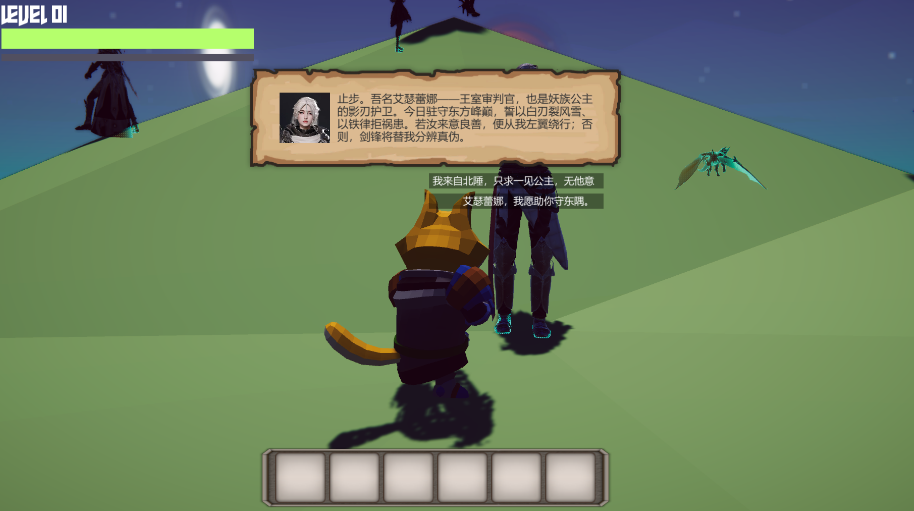 LEVEL 01
止步。吾名艾瑟蕾娜——王室审判官，也是妖族公主
的影刃护卫。今日驻守东方峰巅，誓以白刃裂风雪、
以铁律拒祸患。若汝来意良善，便从我左翼绕行；否
则，剑锋将替我分辨真伪。
我来自北陲，只求一见公主，无他意
艾瑟蕾娜，我愿助你守东隅。